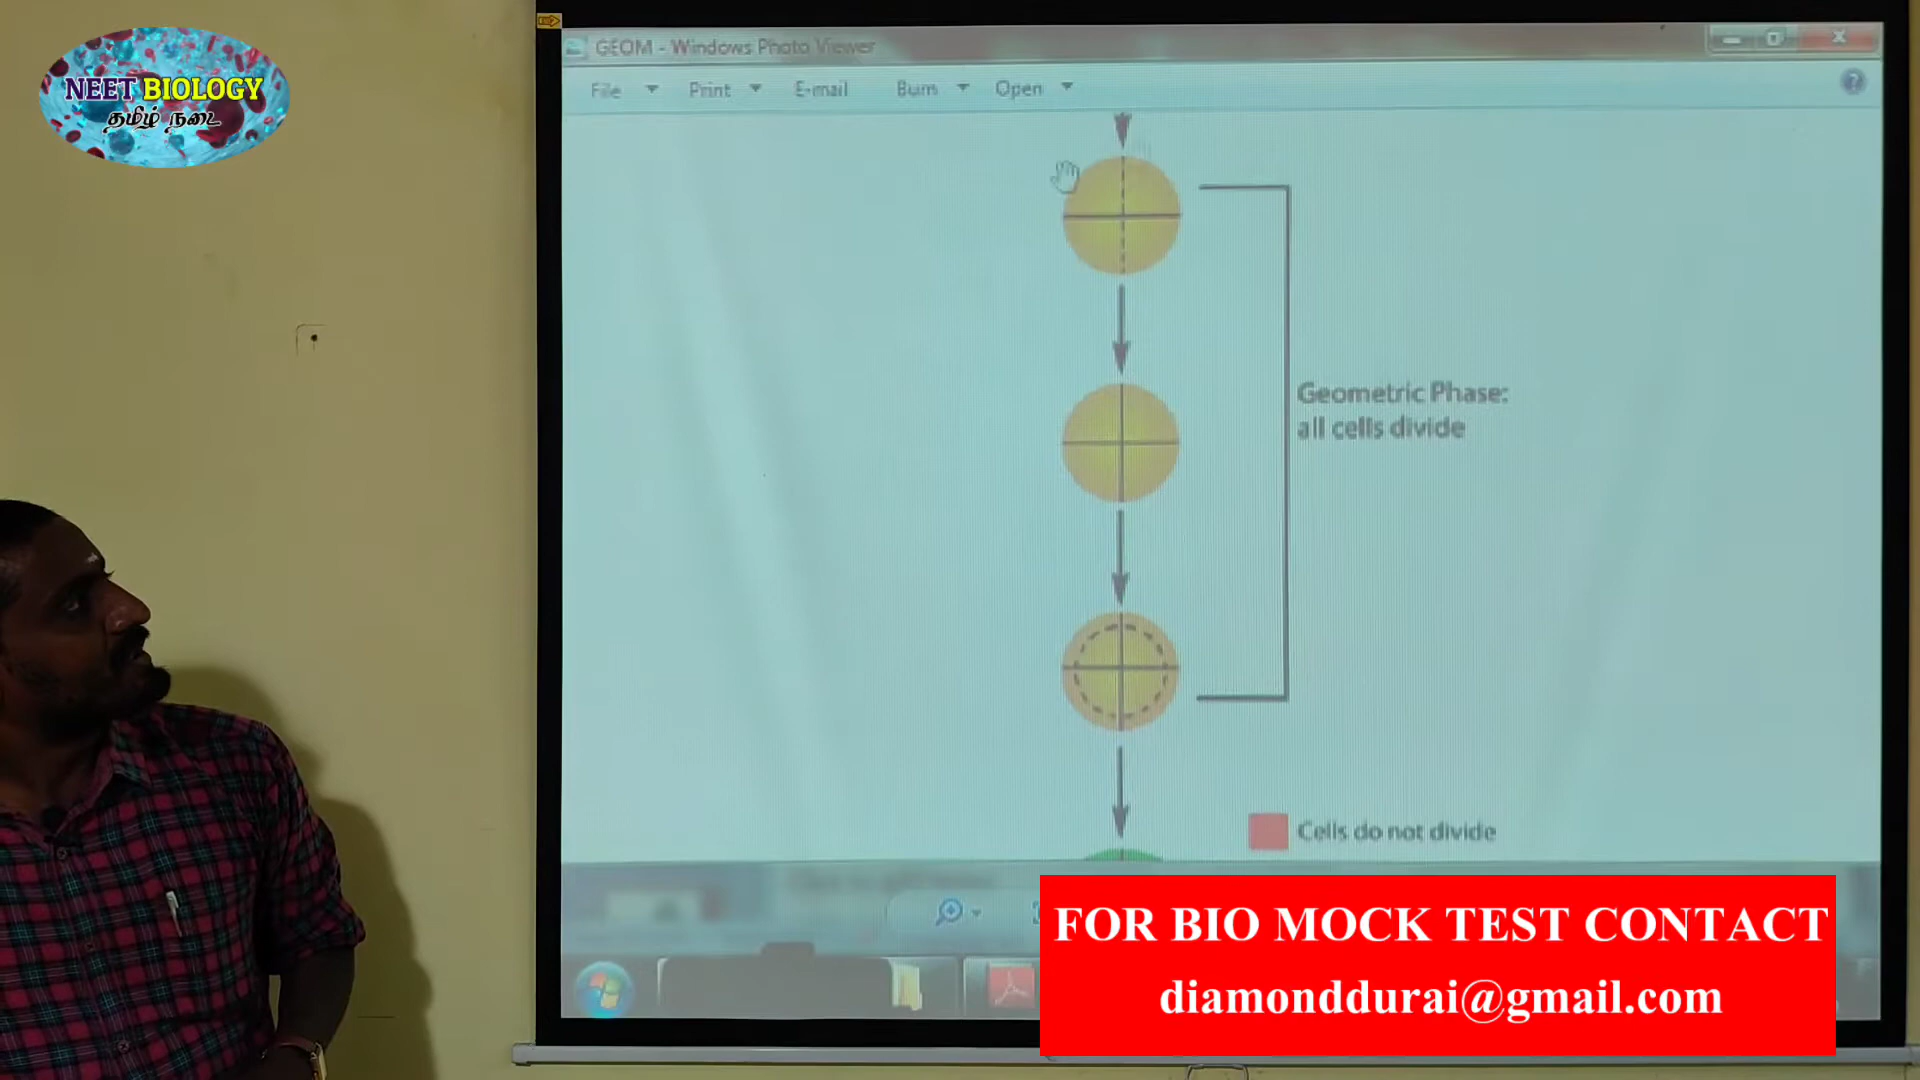 NEET BIOLOGY
தமிழ் நடை
GEOM - Windows Photo Viewer
File
Print
E-mail
Burn
Open
Geometric Phase:
all cells divide
Cells do not divide
FOR BIO MOCK TEST CONTACT
diamonddurai@gmail.com